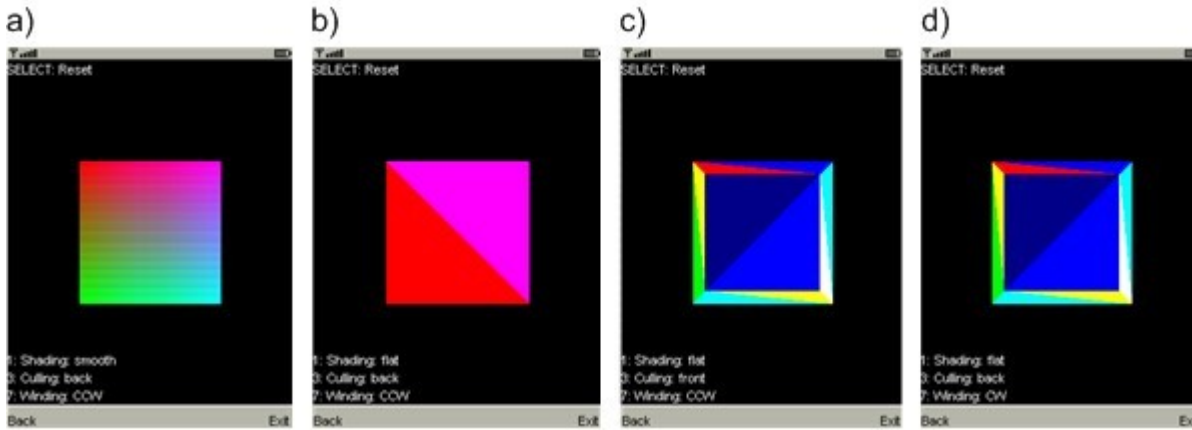 a)
SELECT: Reset
1: Shading: smooth
3: Culling: back
7: Winding: CCW
Back Exit
b)
SELECT: Reset
1: Shading: flat
3: Culling: back
7: Winding: CCW
Back Exit
c)
SELECT: Reset
1: Shading: flat
3: Culling: front
7: Winding: CCW
Back Exit
d)
SELECT: Reset
1: Shading: flat
3: Culling: back
7: Winding: CW
Back Ex